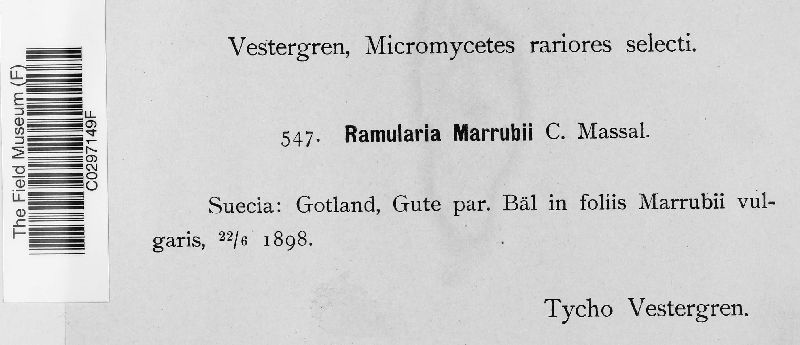 Vestergren, Micromycetes rariores selecti.
547. Ramularia Marrubii C. Massal.
Suecia: Gotland, Gute par. Bäl in foliis Marrubii vul-
garis, 22/6 1898.
Tycho Vestergren.
The Field Museum (F)
C0297149F